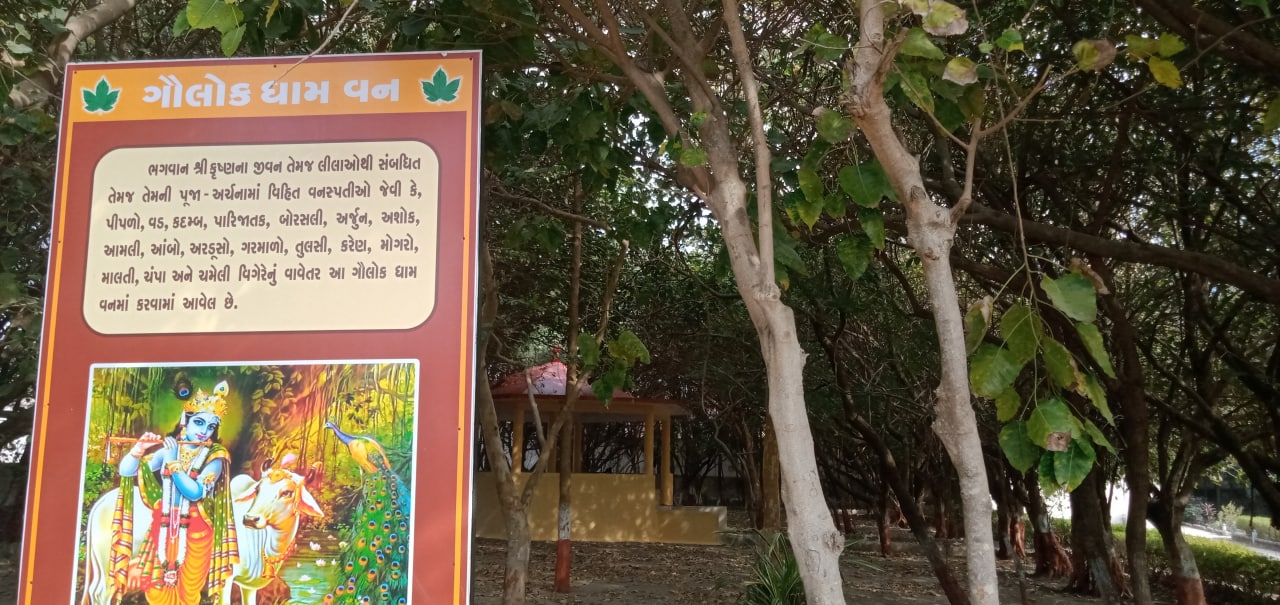 ગૌલોક ધામ વન
ભગવાન શ્રી કૃષ્ણના જીવન તેમજ લીલાઓથી સંબધિત
તેમજ તેમની પૂજા - અર્ચનામાં વિહિત વનસ્પતીઓ જેવી કે,
પીપળો, વડ, કદમ્બ, પારિજાતક, બોરસલી, અર્જુન, અશોક,
આમલી, આંબો, અરડૂસો, ગરમાળો, તુલસી, કરેણ, મોગરો,
માલતી, ચંપા અને ચમેલી વિગેરેનું વાવેતર આ ગૌલોક ધામ
વનમાં કરવામાં આવેલ છે.